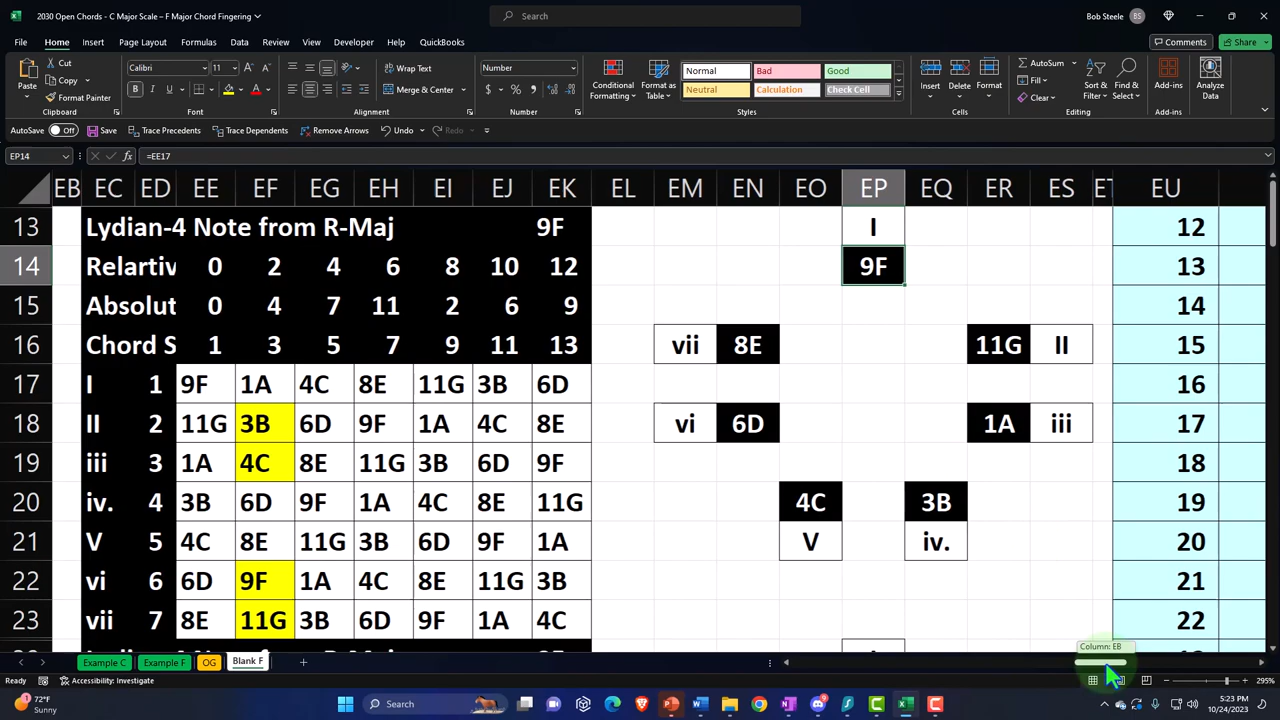 2030 Open Chords - C Major Scale – F Major Chord Fingering
Search
Bob Steele BS
File Home Insert Page Layout Formulas Data Review View Developer Help QuickBooks
Comments Share
Paste Cut
Copy
Format Painter
Clipboard
Calibri 11
B I U
Font
Wrap Text
Merge & Center
Alignment
Number
Number
Conditional Formatting
Format as Table
Normal Bad Good
Neutral Calculation Check Cell
Styles
Insert Delete Format
Cells
AutoSum
Fill
Clear
Sort & Filter
Find & Select
Editing
Add-ins
Add-ins
Analyze Data
AutoSave Off Save Trace Precedents Trace Dependents Remove Arrows Undo Redo
EP14 fx =EE17
EB EC ED EE EF EG EH EI EJ EK EL EM EN EO EP EQ ER ES ET EU
13 Lydian-4 Note from R-Maj 9F I 12
14 Relartiv 0 2 4 6 8 10 12 9F 13
15 Absolut 0 4 7 11 2 6 9 14
16 Chord S 1 3 5 7 9 11 13 vii 8E 11G II 15
17 I 1 9F 1A 4C 8E 11G 3B 6D 16
18 II 2 11G 3B 6D 9F 1A 4C 8E vi 6D 1A iii 17
19 iii 3 1A 4C 8E 11G 3B 6D 9F 18
20 iv. 4 3B 6D 9F 1A 4C 8E 11G 4C 3B 19
21 V 5 4C 8E 11G 3B 6D 9F 1A V iv. 20
22 vi 6 6D 9F 1A 4C 8E 11G 3B 21
23 vii 7 8E 11G 3B 6D 9F 1A 4C 22
Column: EB
Example C Example F OG Blank F
Ready Accessibility: Investigate 295%
72°F
Sunny
Search
5:23 PM
10/24/2023